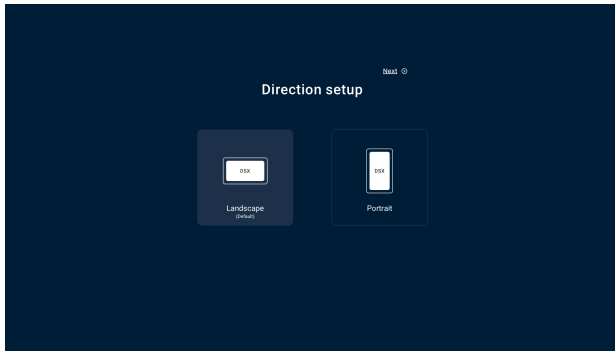 Next
Direction setup
DSX
Landscape
(Default)
DSX
Portrait